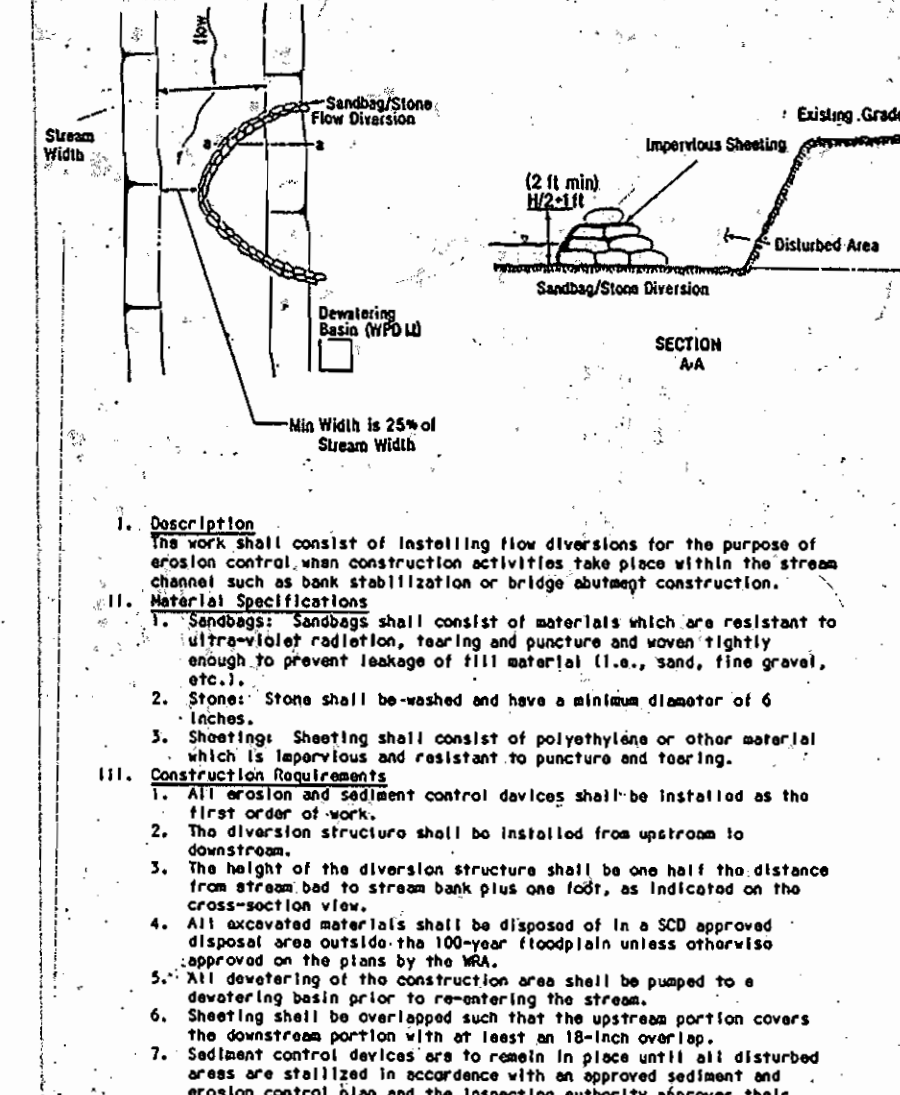 flow
Sandbag/Stone
Flow Diversion
Stream
Width
a
a
Dewatering
Basin (WPD
Min Width is 25% of
Stream Width
Existing Grade
Impervious Sheeting
(2 ft min)
H/2+1ft
Disturbed Area
Sandbag/Stone Diversion
SECTION
A-A
I. Description
The work shall consist of installing flow diversions for the purpose of
erosion control when construction activities take place within the stream
channel such as bank stabilization or bridge abutment construction.
II. Material Specifications
1. Sandbags: Sandbags shall consist of materials which are resistant to
ultra-violet radiation, tearing and puncture and woven tightly
enough to prevent leakage of fill material (i.e., sand, fine gravel,
etc.).
2. Stone: Stone shall be washed and have a minimum diameter of 6
inches.
3. Sheeting: Sheeting shall consist of polyethylene or other material
which is impervious and resistant to puncture and tearing.
III. Construction Requirements
1. All erosion and sediment control devices shall be installed as the
first order of work.
2. The diversion structure shall be installed from upstream to
downstream.
3. The height of the diversion structure shall be one half the distance
from stream bed to stream bank plus one foot, as indicated on the
cross-section view.
4. All excavated materials shall be disposed of in a SCD approved
disposal area outside the 100-year floodplain unless otherwise
approved on the plans by the WRA.
5. All dewatering of the construction area shall be pumped to a
dewatering basin prior to re-entering the stream.
6. Sheeting shall be overlapped such that the upstream portion covers
the downstream portion with at least an 18-inch overlap.
7. Sediment control devices are to remain in place until all disturbed
areas are stailized in accordance with an approved sediment and
erosion control plan and the inspecting authority approves their